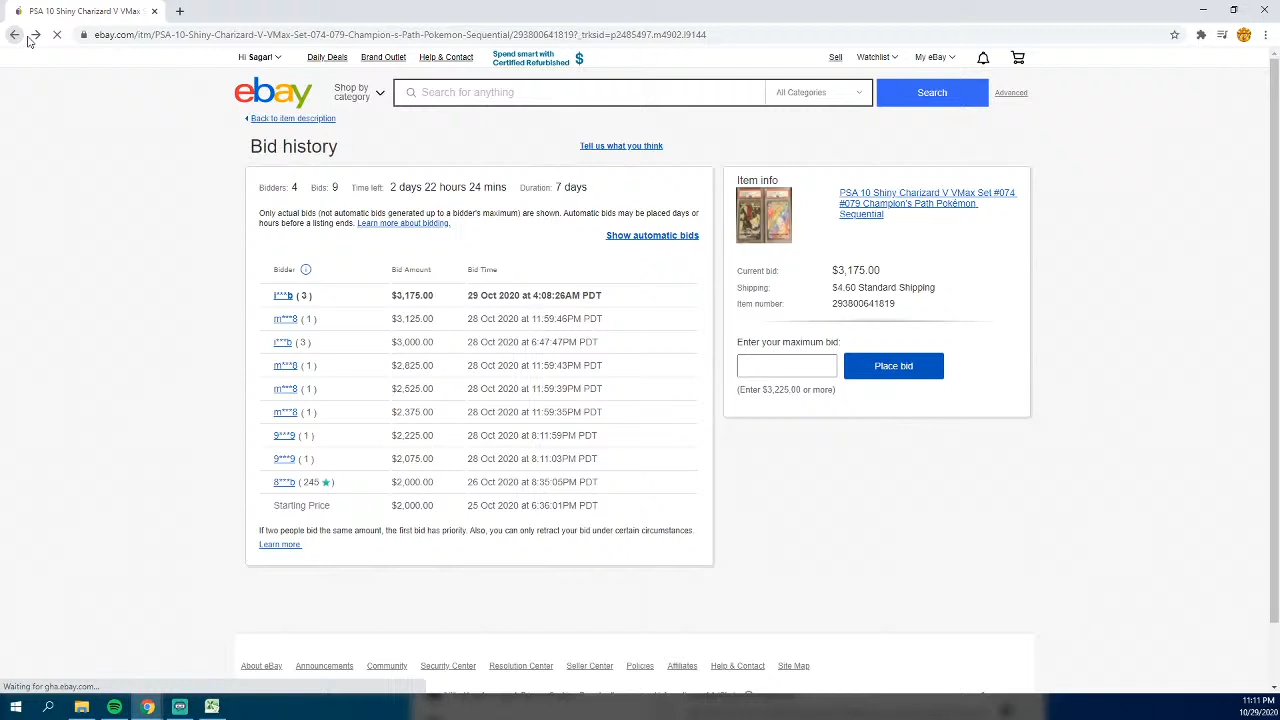 PSA 10 Shiny Charizard V VMax S
ebay.com/itm/PSA-10-Shiny-Charizard-V-VMax-Set-074-079-Champion-s-Path-Pokemon-Sequential/293800641819?_trksid=p2485497.m4902.l9144
Hi Sagar! Daily Deals Brand Outlet Help & Contact Spend smart with Certified Refurbished $ Sell Watchlist My eBay
ebay Shop by category Search for anything All Categories Search Advanced
Back to item description
Bid history Tell us what you think
Bidders: 4 Bids: 9 Time left: 2 days 22 hours 24 mins Duration: 7 days
Only actual bids (not automatic bids generated up to a bidder's maximum) are shown. Automatic bids may be placed days or
hours before a listing ends. Learn more about bidding.
Show automatic bids
Bidder Bid Amount Bid Time
i***b ( 3 ) $3,175.00 29 Oct 2020 at 4:08:26AM PDT
m***8 ( 1 ) $3,125.00 28 Oct 2020 at 11:59:46PM PDT
i***b ( 3 ) $3,000.00 28 Oct 2020 at 6:47:47PM PDT
m***8 ( 1 ) $2,825.00 28 Oct 2020 at 11:59:43PM PDT
m***8 ( 1 ) $2,525.00 28 Oct 2020 at 11:59:39PM PDT
m***8 ( 1 ) $2,375.00 28 Oct 2020 at 11:59:35PM PDT
9***9 ( 1 ) $2,225.00 28 Oct 2020 at 8:11:59PM PDT
9***9 ( 1 ) $2,075.00 28 Oct 2020 at 8:11:03PM PDT
8***b ( 245 ★ ) $2,000.00 26 Oct 2020 at 8:35:05PM PDT
Starting Price $2,000.00 25 Oct 2020 at 6:36:01PM PDT
If two people bid the same amount, the first bid has priority. Also, you can only retract your bid under certain circumstances.
Learn more.
Item info
PSA 10 Shiny Charizard V VMax Set #074
#079 Champion's Path Pokémon
Sequential
Current bid: $3,175.00
Shipping: $4.60 Standard Shipping
Item number: 293800641819
Enter your maximum bid:
Place bid
(Enter $3,225.00 or more)
About eBay Announcements Community Security Center Resolution Center Seller Center Policies Affiliates Help & Contact Site Map
Waiting for gha.ebay.com...
11:11 PM
10/29/2020